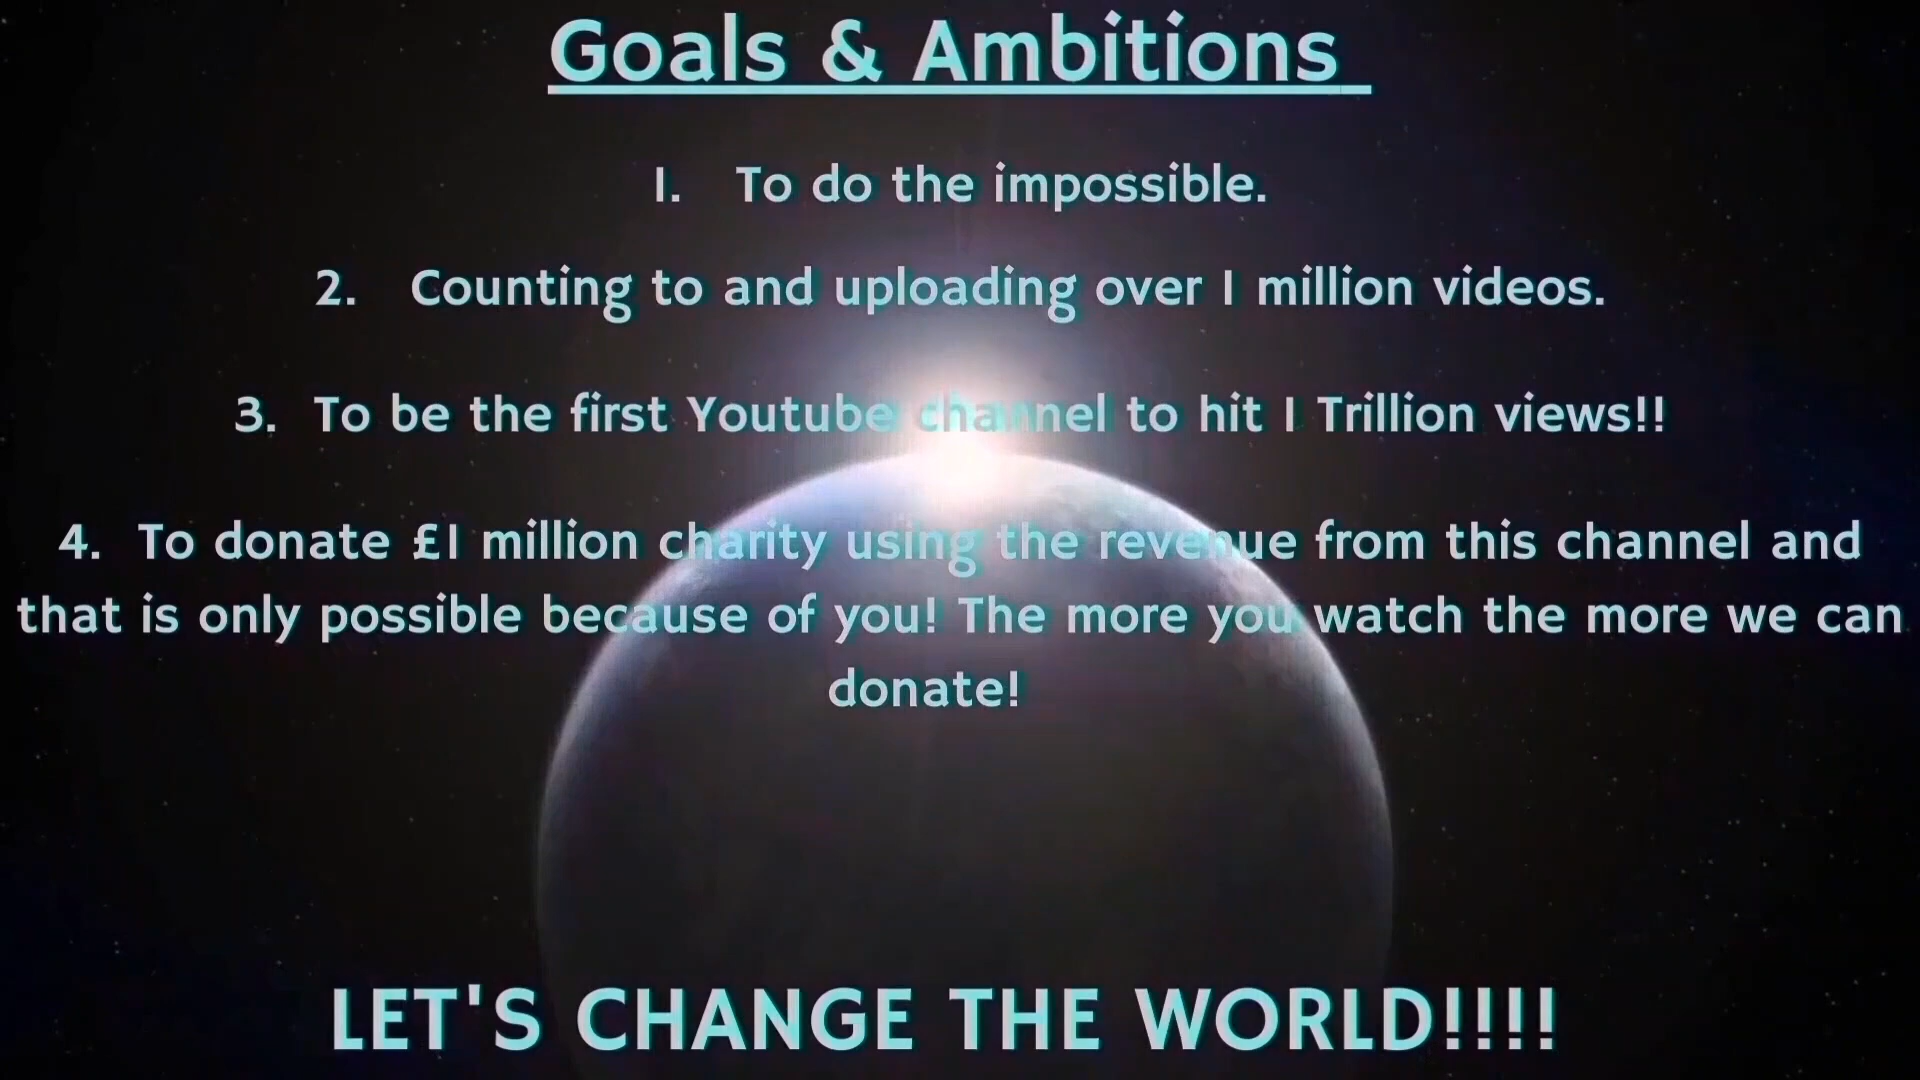 Goals & Ambitions
1. To do the impossible.
2. Counting to and uploading over 1 million videos.
3. To be the first Youtube channel to hit 1 Trillion views!!
4. To donate £1 million charity using the revenue from this channel and
that is only possible because of you! The more you watch the more we can
donate!
LET'S CHANGE THE WORLD!!!!